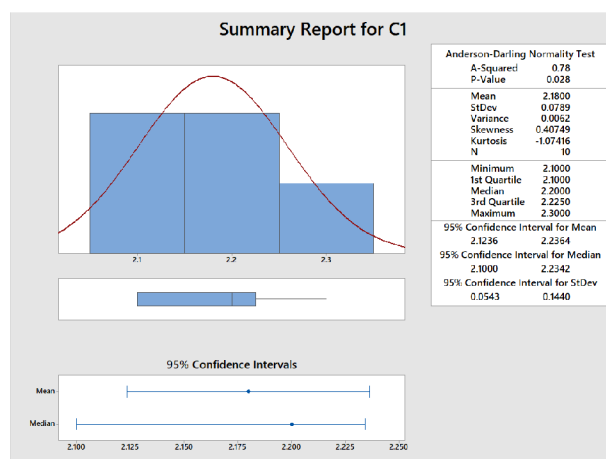 Summary Report for C1
Anderson-Darling Normality Test
A-Squared 0.78
P-Value 0.028
Mean 2.1800
StDev 0.0789
Variance 0.0062
Skewness 0.40749
Kurtosis -1.07416
N 10
Minimum 2.1000
1st Quartile 2.1000
Median 2.2000
3rd Quartile 2.2250
Maximum 2.3000
95% Confidence Interval for Mean
2.1236 2.2364
95% Confidence Interval for Median
2.1000 2.2342
95% Confidence Interval for StDev
0.0543 0.1440
2.1 2.2 2.3
95% Confidence Intervals
Mean
Median
2.100 2.125 2.150 2.175 2.200 2.225 2.250